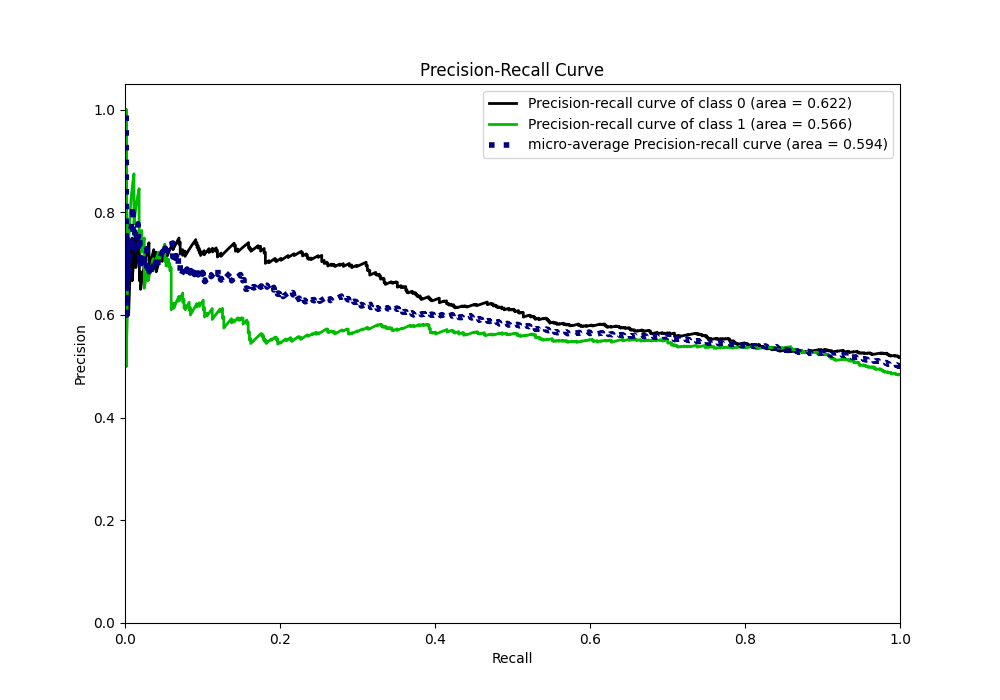 Precision-Recall Curve
Precision-recall curve of class 0 (area = 0.622)
Precision-recall curve of class 1 (area = 0.566)
micro-average Precision-recall curve (area = 0.594)
1.0
0.8
0.6
0.4
0.2
0.0
Precision
0.0 0.2 0.4 0.6 0.8 1.0
Recall